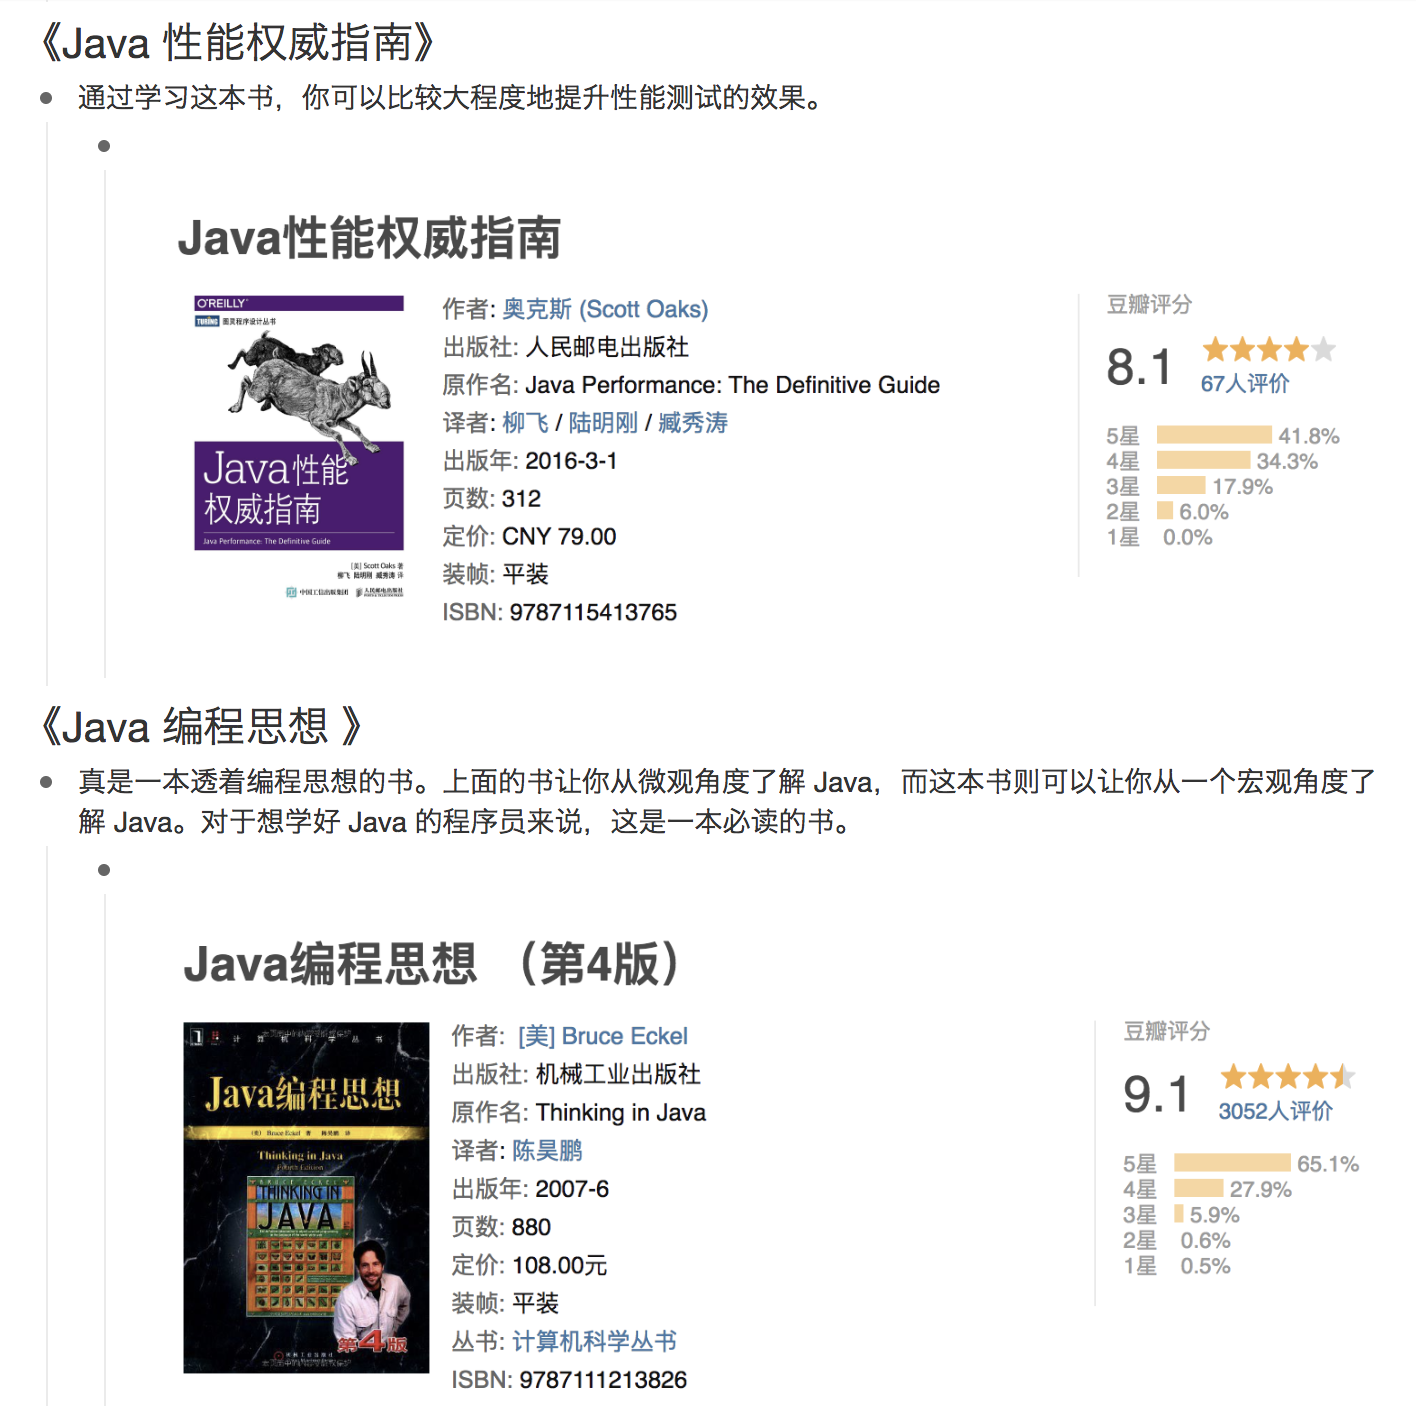 《Java 性能权威指南》
通过学习这本书，你可以比较大程度地提升性能测试的效果。
Java性能权威指南
O'REILLY
TURING 图灵程序设计丛书
Java性能
权威指南
Java Performance: The Definitive Guide
[美] Scott Oaks 著
柳飞 陆明刚 臧秀涛 译
中国工信出版集团 人民邮电出版社
作者: 奥克斯 (Scott Oaks)
出版社: 人民邮电出版社
原作名: Java Performance: The Definitive Guide
译者: 柳飞 / 陆明刚 / 臧秀涛
出版年: 2016-3-1
页数: 312
定价: CNY 79.00
装帧: 平装
ISBN: 9787115413765
豆瓣评分
8.1
67人评价
5星 41.8%
4星 34.3%
3星 17.9%
2星 6.0%
1星 0.0%
《Java 编程思想 》
真是一本透着编程思想的书。上面的书让你从微观角度了解 Java，而这本书则可以让你从一个宏观角度了
解 Java。对于想学好 Java 的程序员来说，这是一本必读的书。
Java编程思想 （第4版）
计 算 机 科 学 丛 书
Java编程思想
(美) Bruce Eckel 著 陈昊鹏 译
Thinking in Java
Fourth Edition
BRUCE ECKEL
THINKING IN
JAVA
第4版
机械工业出版社
作者: [美] Bruce Eckel
出版社: 机械工业出版社
原作名: Thinking in Java
译者: 陈昊鹏
出版年: 2007-6
页数: 880
定价: 108.00元
装帧: 平装
丛书: 计算机科学丛书
ISBN: 9787111213826
豆瓣评分
9.1
3052人评价
5星 65.1%
4星 27.9%
3星 5.9%
2星 0.6%
1星 0.5%